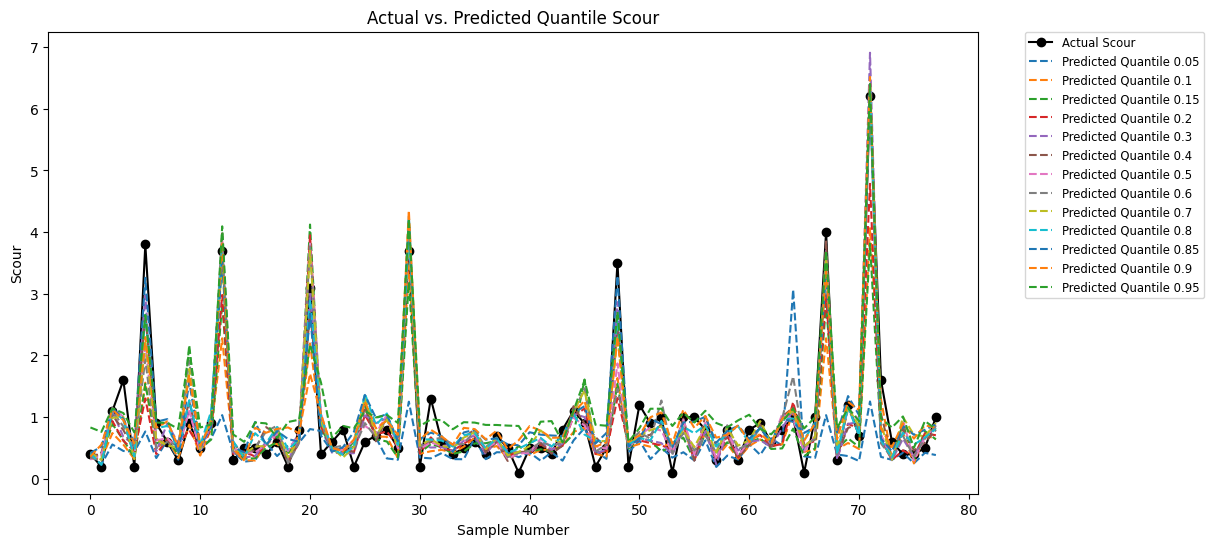 Actual vs. Predicted Quantile Scour
Scour
7
6
5
4
3
2
1
0
0 10 20 30 40 50 60 70 80
Sample Number
Actual Scour
Predicted Quantile 0.05
Predicted Quantile 0.1
Predicted Quantile 0.15
Predicted Quantile 0.2
Predicted Quantile 0.3
Predicted Quantile 0.4
Predicted Quantile 0.5
Predicted Quantile 0.6
Predicted Quantile 0.7
Predicted Quantile 0.8
Predicted Quantile 0.85
Predicted Quantile 0.9
Predicted Quantile 0.95